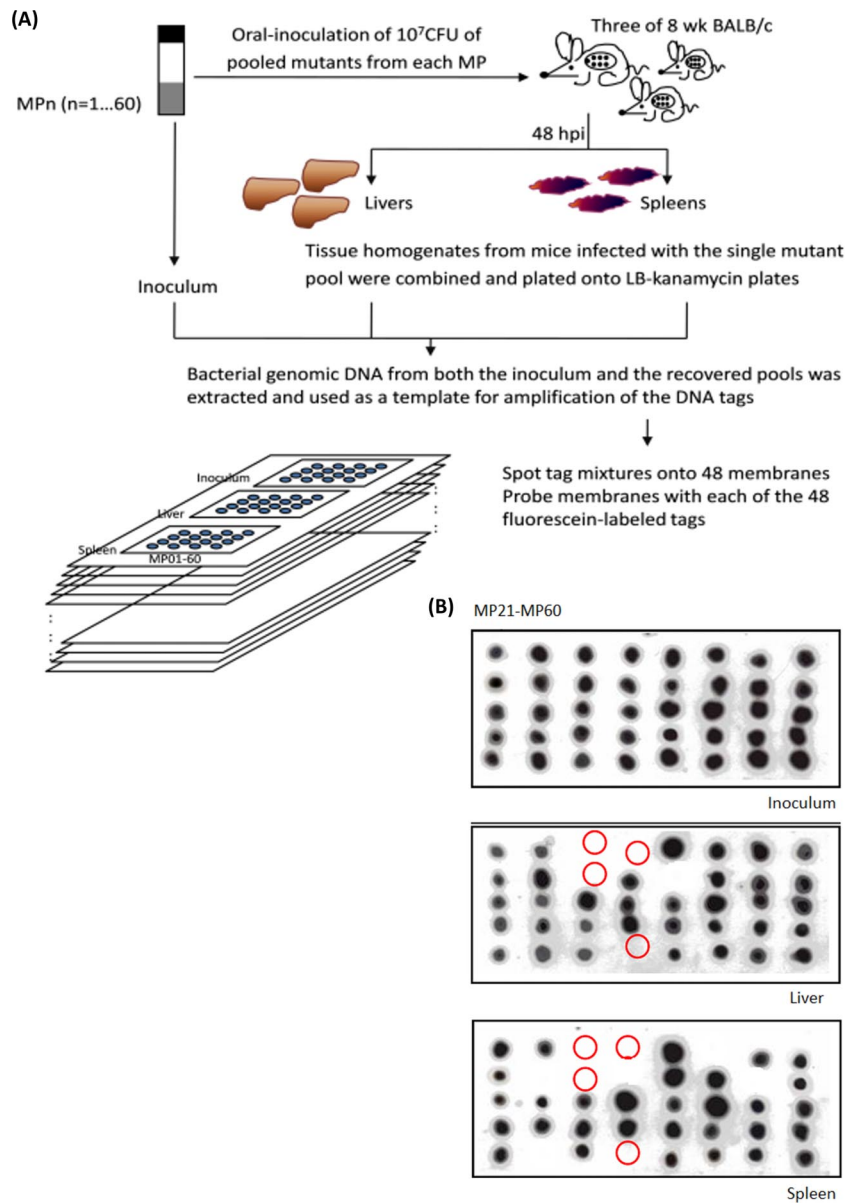 (A)
Oral-inoculation of 10⁷CFU of
pooled mutants from each MP
Three of 8 wk BALB/c
MPn (n=1...60)
48 hpi
Livers
Spleens
Tissue homogenates from mice infected with the single mutant
pool were combined and plated onto LB-kanamycin plates
Inoculum
Bacterial genomic DNA from both the inoculum and the recovered pools was
extracted and used as a template for amplification of the DNA tags
Spot tag mixtures onto 48 membranes
Probe membranes with each of the 48
fluorescein-labeled tags
Inoculum
Liver
Spleen
MP01-60
(B)
MP21-MP60
Inoculum
Liver
Spleen